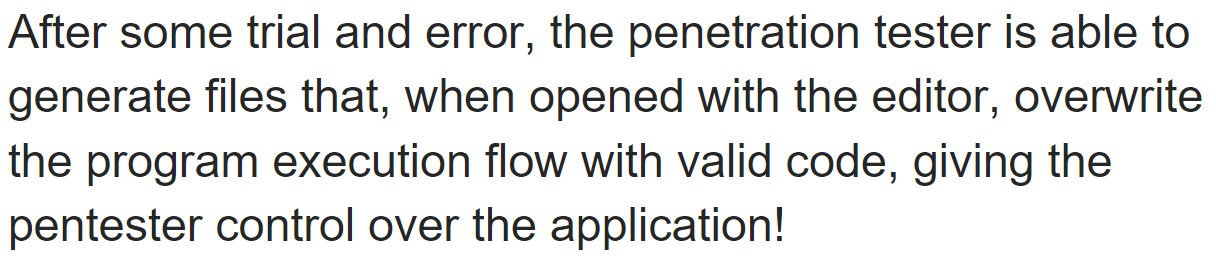 After some trial and error, the penetration tester is able to
generate files that, when opened with the editor, overwrite
the program execution flow with valid code, giving the
pentester control over the application!